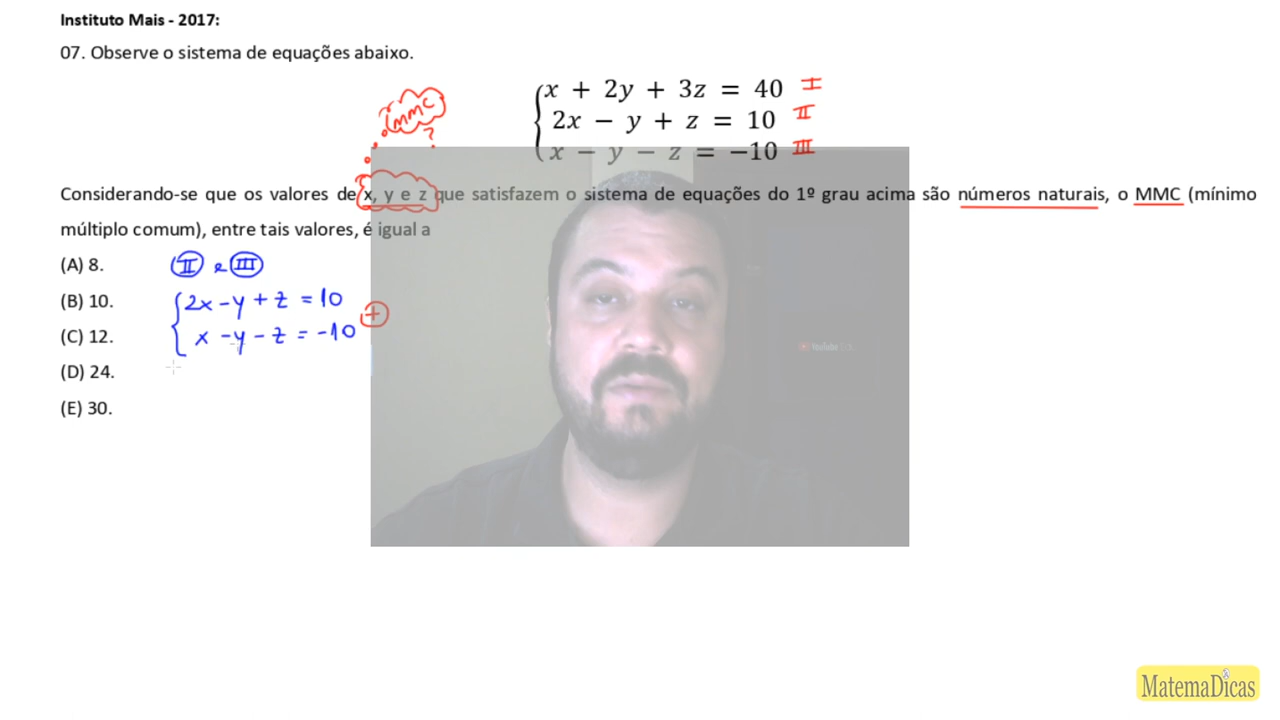 Instituto Mais - 2017:
07. Observe o sistema de equações abaixo.
x + 2y + 3z = 40 I
2x − y + z = 10 II
x − y − z = −10 III
MMC
?
Considerando-se que os valores de x, y e z que satisfazem o sistema de equações do 1º grau acima são números naturais, o MMC (mínimo
múltiplo comum), entre tais valores, é igual a
(A) 8.
(B) 10.
(C) 12.
(D) 24.
(E) 30.
II e III
2x - y + z = 10
x - y - z = -10
+
YouTube
MatemaDicas